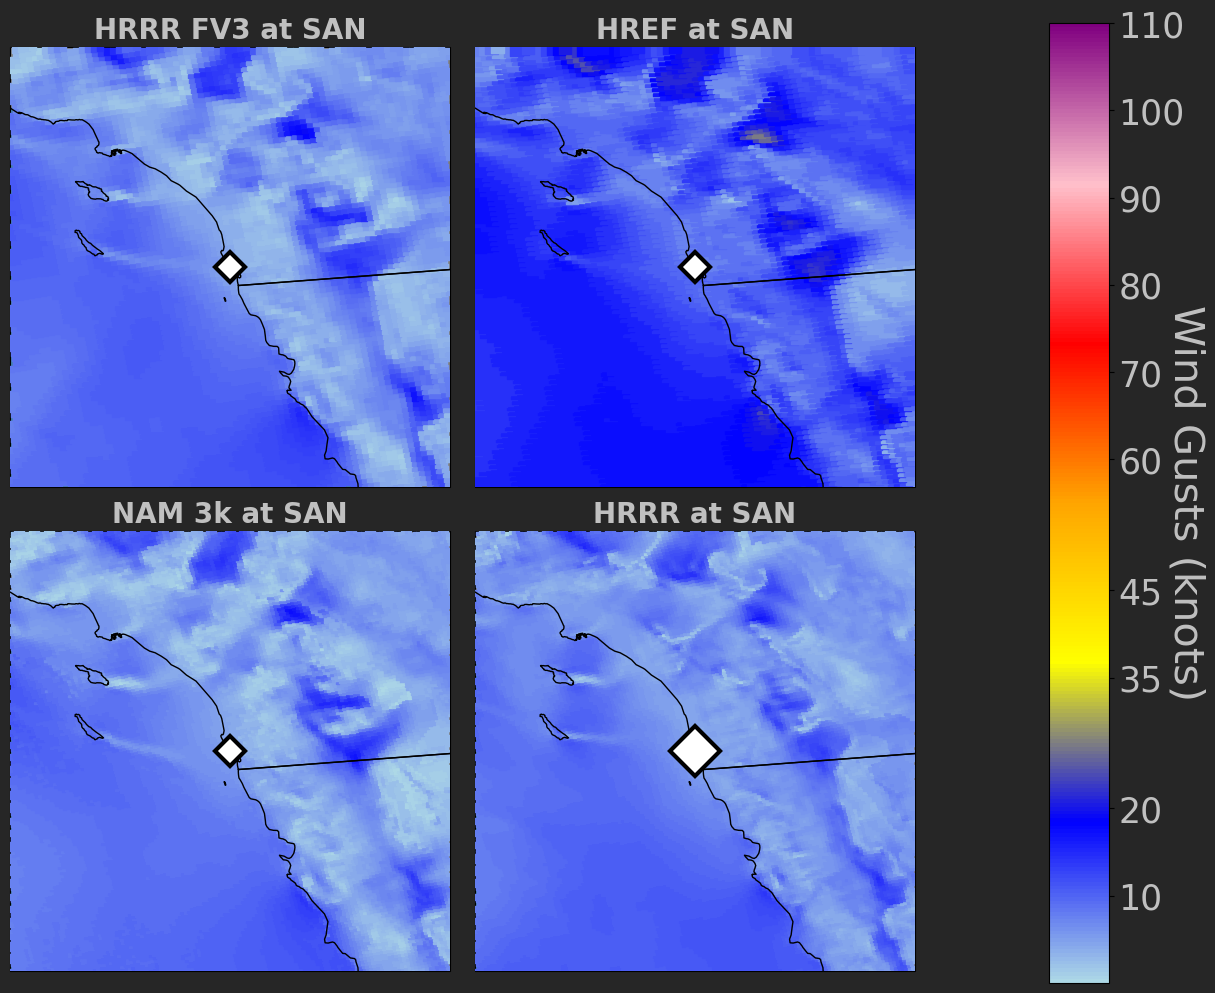 HRRR FV3 at SAN
HREF at SAN
NAM 3k at SAN
HRRR at SAN
110
100
90
80
70
60
45
35
20
10
Wind Gusts (knots)